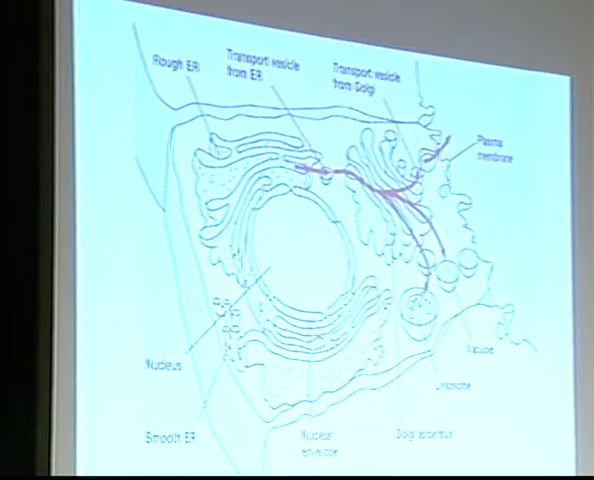 Rough ER
Transport vesicle
from ER
Transport vesicle
from Golgi
Plasma
membrane
Nucleus
Vacuole
Lysosome
Smooth ER
Nuclear
envelope
Golgi apparatus